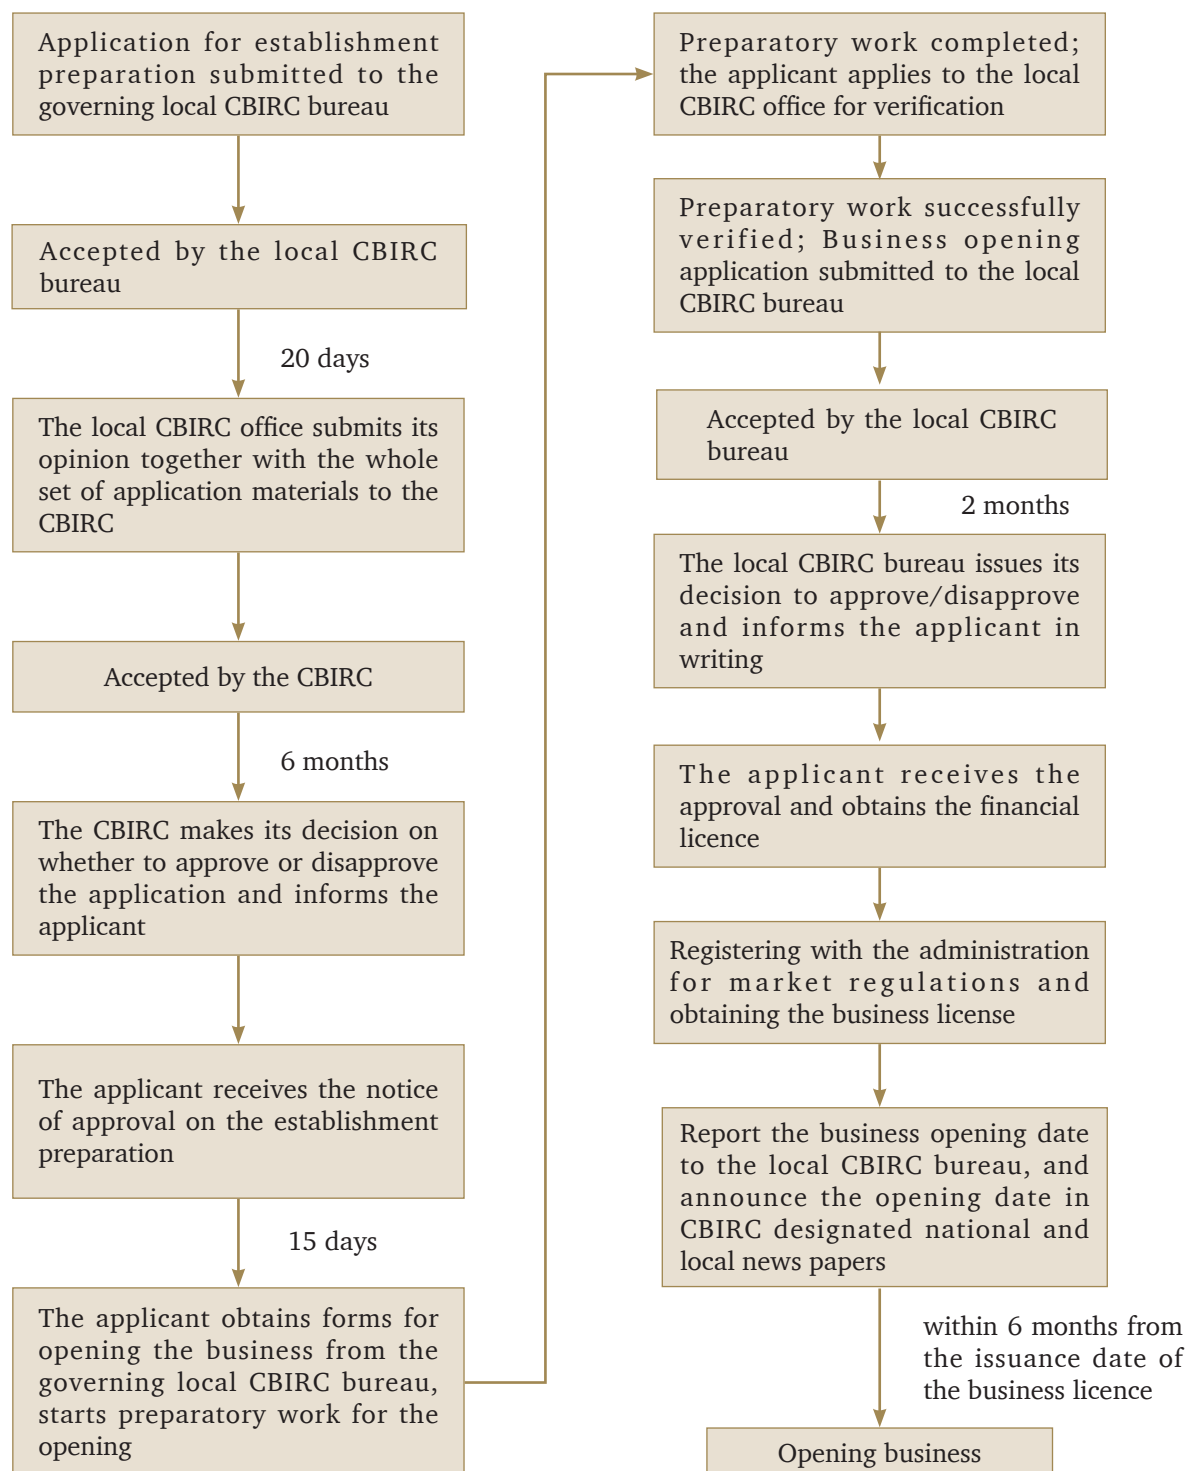 Application for establishment
preparation submitted to the
governing local CBIRC bureau
Accepted by the local CBIRC
bureau
20 days
The local CBIRC office submits its
opinion together with the whole
set of application materials to the
CBIRC
Accepted by the CBIRC
6 months
The CBIRC makes its decision on
whether to approve or disapprove
the application and informs the
applicant
The applicant receives the notice
of approval on the establishment
preparation
15 days
The applicant obtains forms for
opening the business from the
governing local CBIRC bureau,
starts preparatory work for the
opening
Preparatory work completed;
the applicant applies to the local
CBIRC office for verification
Preparatory work successfully
verified; Business opening
application submitted to the local
CBIRC bureau
Accepted by the local CBIRC
bureau
2 months
The local CBIRC bureau issues its
decision to approve/disapprove
and informs the applicant in
writing
The applicant receives the
approval and obtains the financial
licence
Registering with the administration
for market regulations and
obtaining the business license
Report the business opening date
to the local CBIRC bureau, and
announce the opening date in
CBIRC designated national and
local news papers
within 6 months from
the issuance date of
the business licence
Opening business